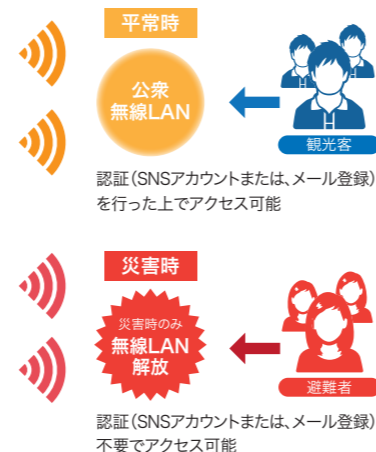 平常時
公衆
無線LAN
観光客
認証(SNSアカウントまたは、メール登録)
を行った上でアクセス可能
災害時
災害時のみ
無線LAN
解放
避難者
認証(SNSアカウントまたは、メール登録)
不要でアクセス可能